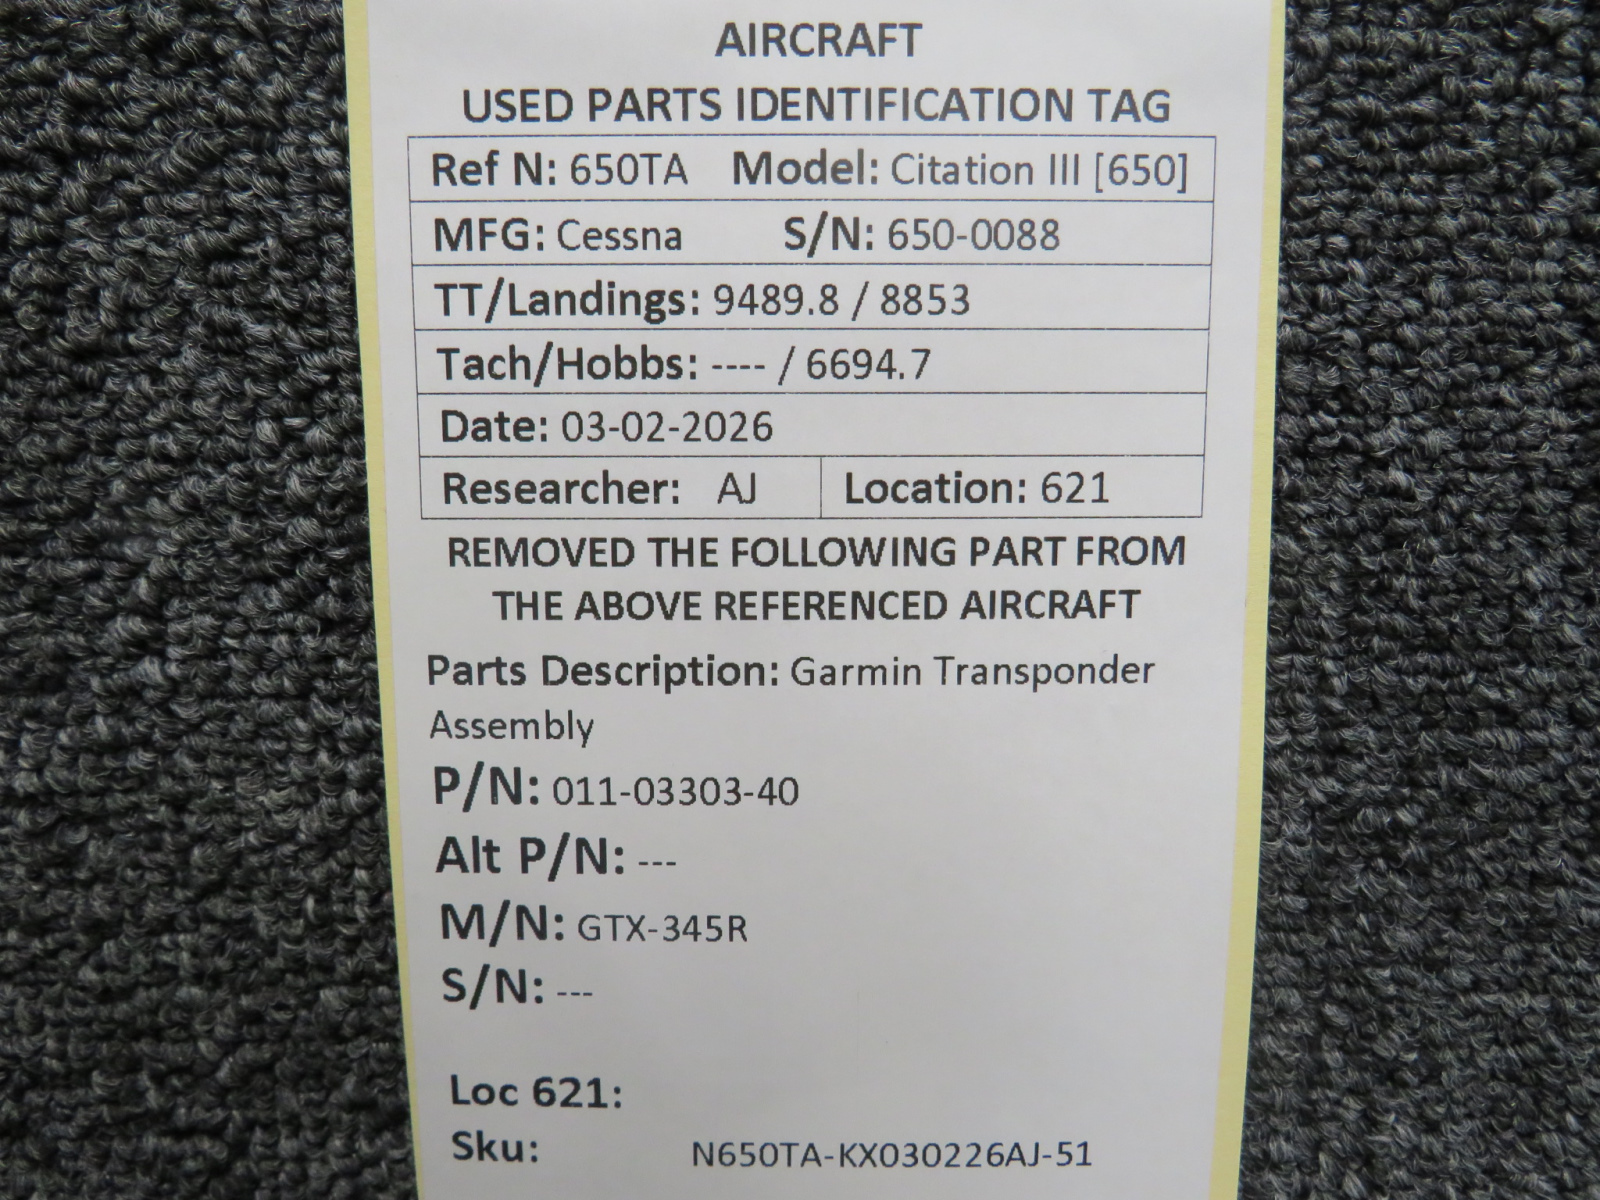 AIRCRAFT
USED PARTS IDENTIFICATION TAG
Ref N: 650TA Model: Citation III [650]
MFG: Cessna S/N: 650-0088
TT/Landings: 9489.8 / 8853
Tach/Hobbs: ---- / 6694.7
Date: 03-02-2026
Researcher: AJ Location: 621
REMOVED THE FOLLOWING PART FROM
THE ABOVE REFERENCED AIRCRAFT
Parts Description: Garmin Transponder
Assembly
P/N: 011-03303-40
Alt P/N: ---
M/N: GTX-345R
S/N: ---
Loc 621:
Sku: N650TA-KX030226AJ-51